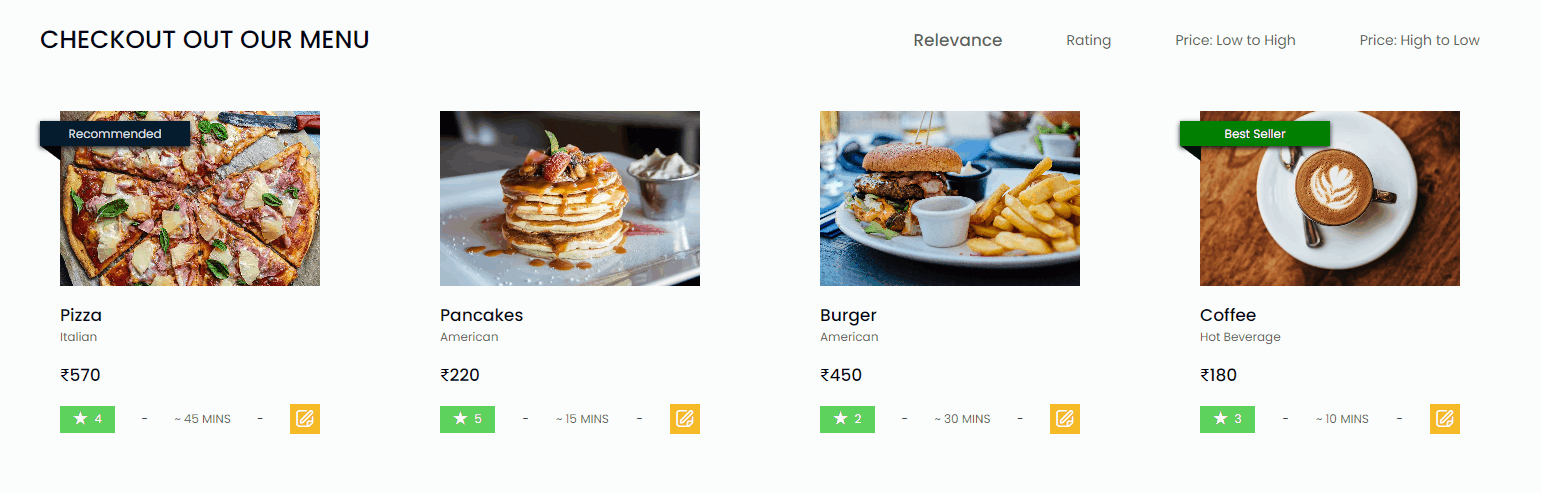 CHECKOUT OUT OUR MENU
Relevance Rating Price: Low to High Price: High to Low
Recommended
Best Seller
Pizza
Italian
₹570
4 - ~ 45 MINS -
Pancakes
American
₹220
5 - ~ 15 MINS -
Burger
American
₹450
2 - ~ 30 MINS -
Coffee
Hot Beverage
₹180
3 - ~ 10 MINS -